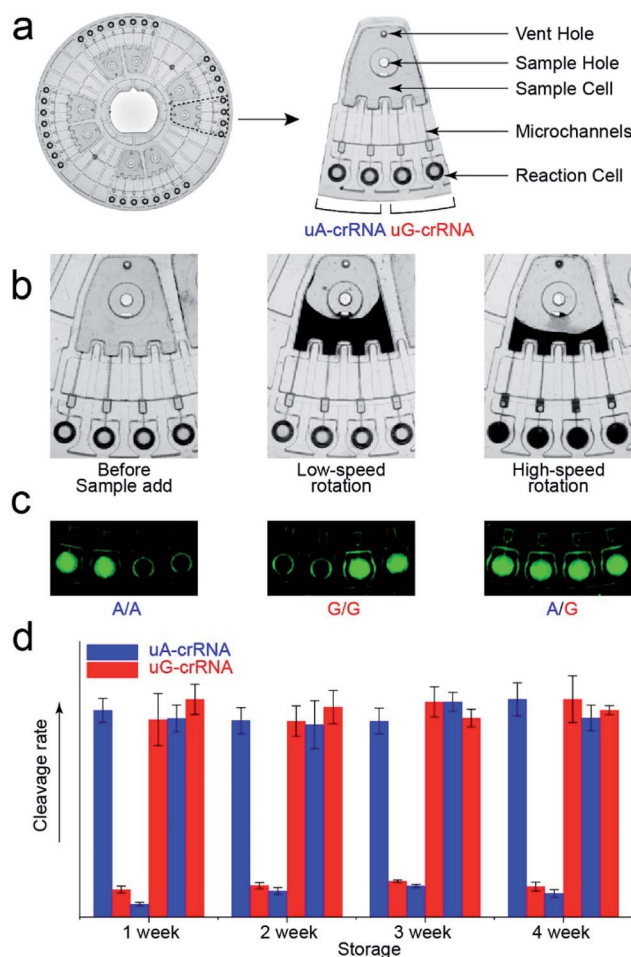 a
Vent Hole
Sample Hole
Sample Cell
Microchannels
Reaction Cell
uA-crRNA uG-crRNA
b
Before
Sample add
Low-speed
rotation
High-speed
rotation
c
A/A
G/G
A/G
d
uA-crRNA
uG-crRNA
Cleavage rate
1 week
2 week
3 week
4 week
Storage